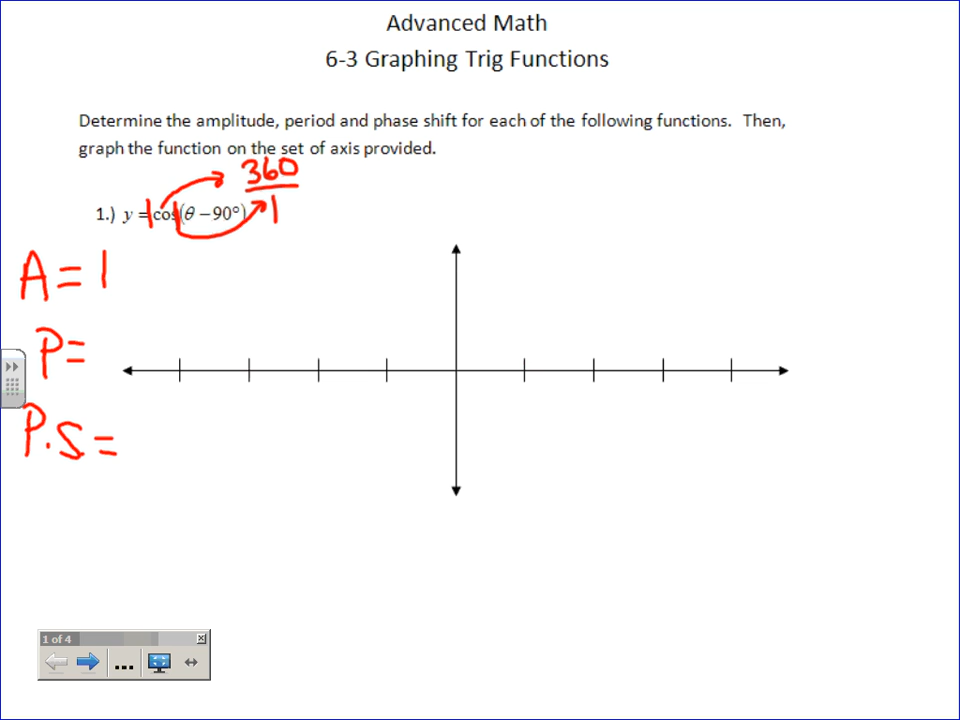 Advanced Math
6-3 Graphing Trig Functions
Determine the amplitude, period and phase shift for each of the following functions. Then,
graph the function on the set of axis provided.
360
1
1.) y = 1cos1(θ – 90°)
A = 1
P =
P.S =
1 of 4